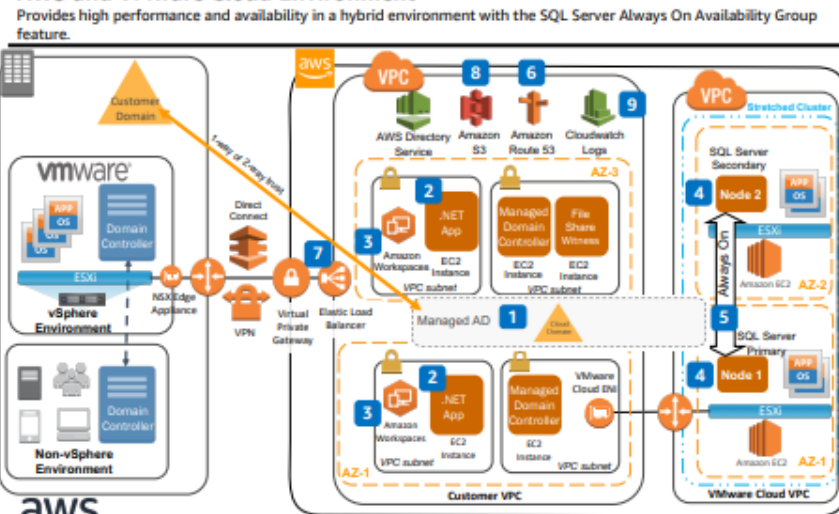 Provides high performance and availability in a hybrid environment with the SQL Server Always On Availability Group
feature.
aws
VPC
8
6
9
VPC
Stretched Cluster
Customer
Domain
AWS Directory
Service
Amazon
S3
Amazon
Route 53
Cloudwatch
Logs
1-way or 2-way trust
SQL Server
Secondary
AZ-3
vmware
APP
OS
Domain
Controller
Direct
Connect
2
.NET
App
3
Amazon
Workspaces
EC2
Instance
VPC subnet
Managed
Domain
Controller
EC2
Instance
File
Share
Witness
EC2
Instance
VPC subnet
4
Node 2
APP
OS
ESXi
Always On
Amazon EC2
AZ-2
ESXi
vSphere
Environment
NSX Edge
Appliance
VPN
7
Virtual
Private
Gateway
Elastic Load
Balancer
Managed AD
1
Cloud
Domain
5
SQL Server
Primary
4
Node 1
APP
OS
ESXi
Amazon EC2
AZ-1
Domain
Controller
Non-vSphere
Environment
2
.NET
App
3
Amazon
Workspaces
EC2
Instance
VPC subnet
AZ-1
Managed
Domain
Controller
EC2
Instance
VMware
Cloud ENI
VPC subnet
Customer VPC
VMware Cloud VPC
aws